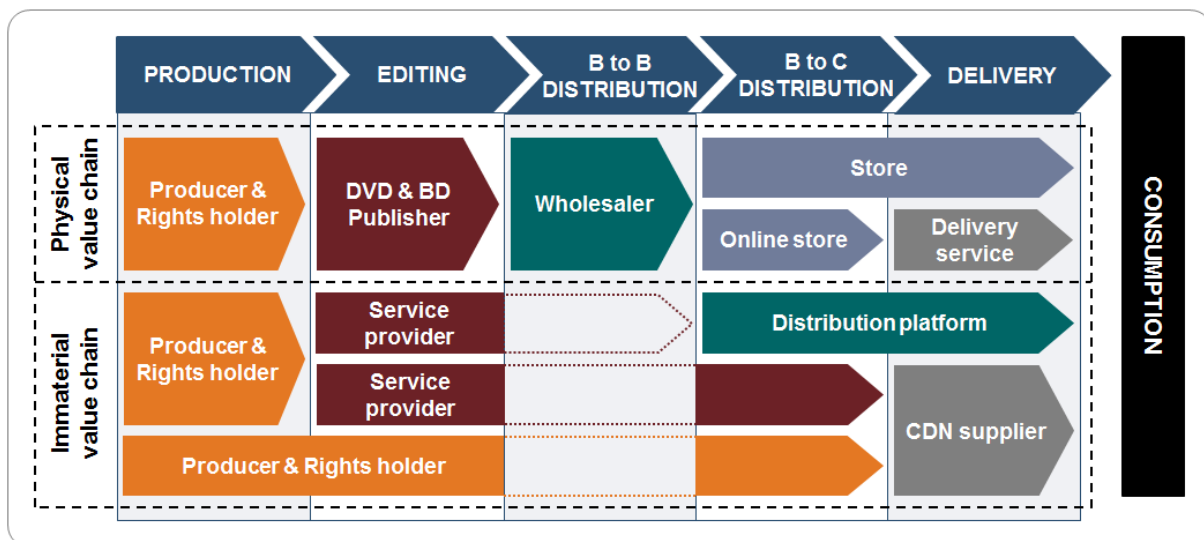 PRODUCTION
EDITING
B to B
DISTRIBUTION
B to C
DISTRIBUTION
DELIVERY
CONSUMPTION
Physical
value chain
Producer &
Rights holder
DVD & BD
Publisher
Wholesaler
Store
Online store
Delivery
service
Immaterial
value chain
Producer &
Rights holder
Service
provider
Distribution platform
Service
provider
CDN supplier
Producer & Rights holder